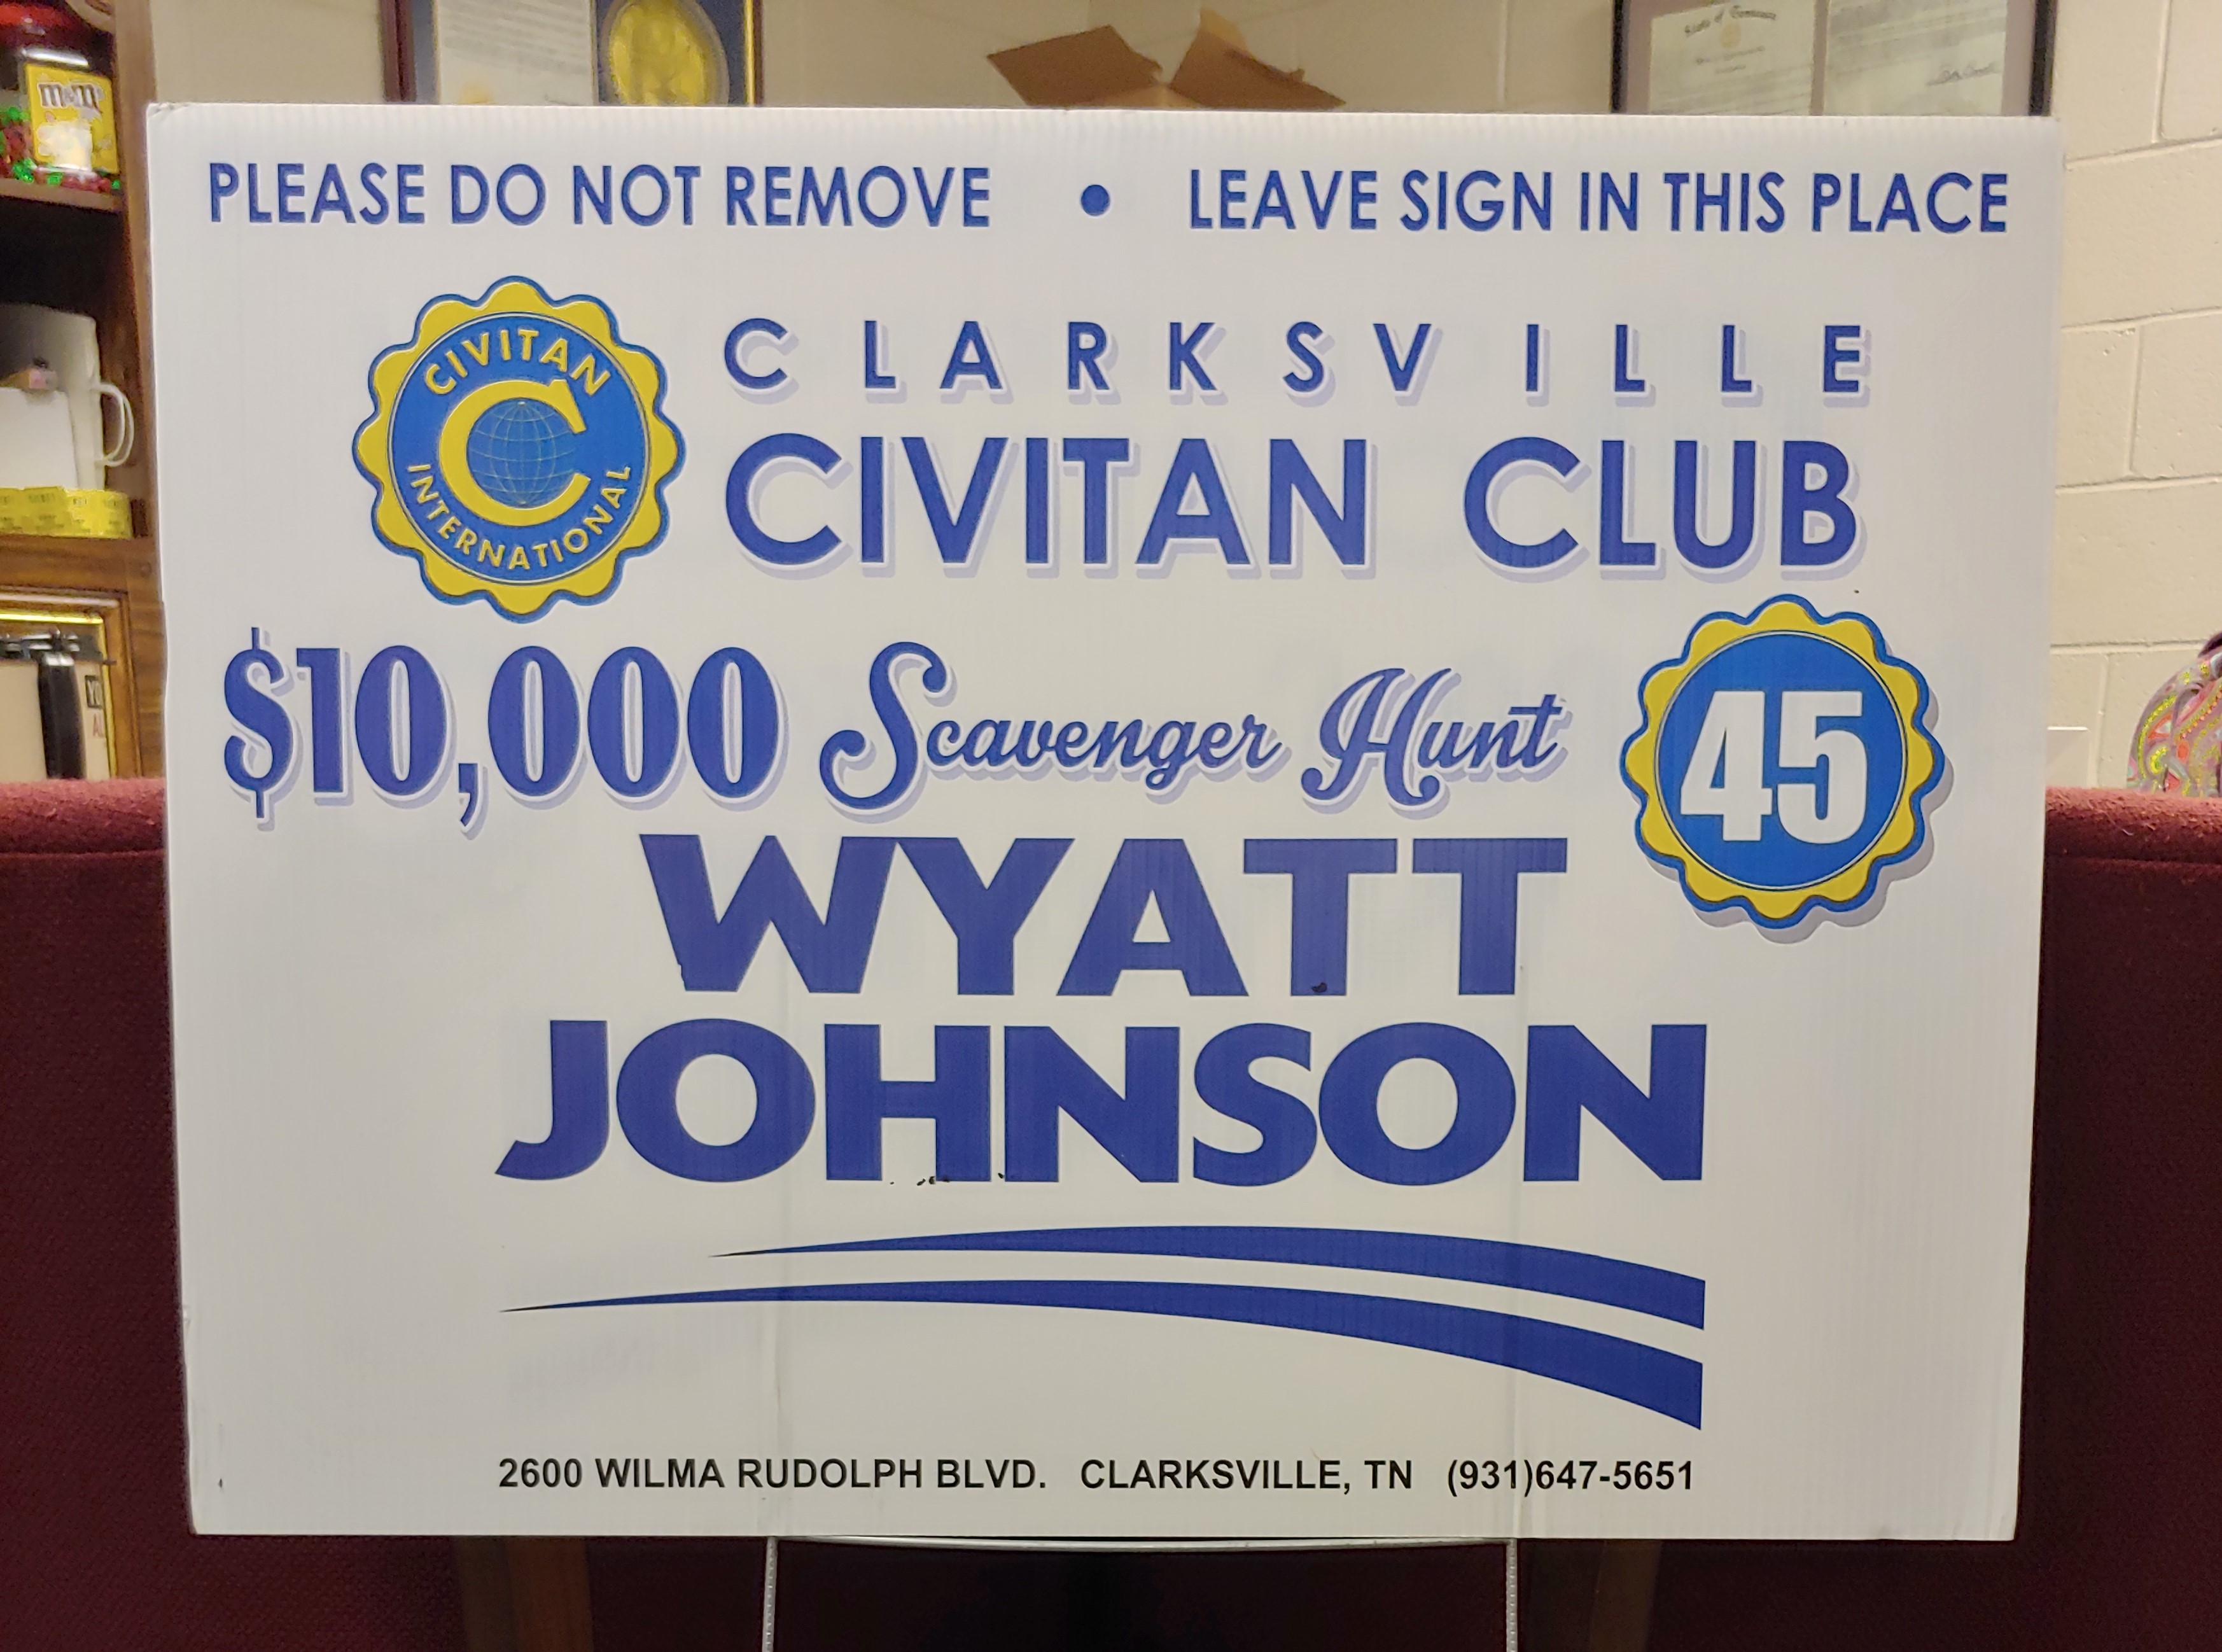 m&m's
PLEASE DO NOT REMOVE • LEAVE SIGN IN THIS PLACE
CIVITAN
C
INTERNATIONAL
CLARKSVILLE
CIVITAN CLUB
$10,000 Scavenger Hunt
45
WYATT
JOHNSON
2600 WILMA RUDOLPH BLVD. CLARKSVILLE, TN (931)647-5651